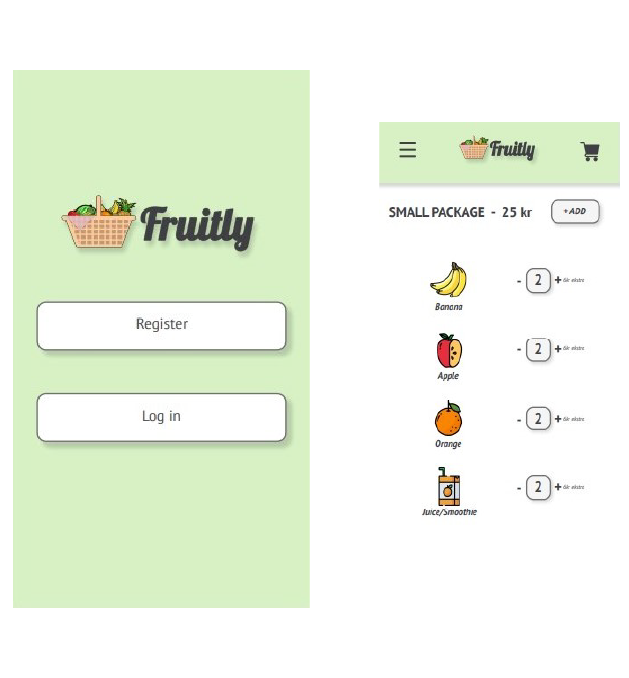 Fruitly
Register
Log in
Fruitly
SMALL PACKAGE - 25 kr
+ADD
Banana
- 2 + 6kr ekstra
Apple
- 2 + 6kr ekstra
Orange
- 2 + 6kr ekstra
Juice/Smoothie
- 2 + 6kr ekstra